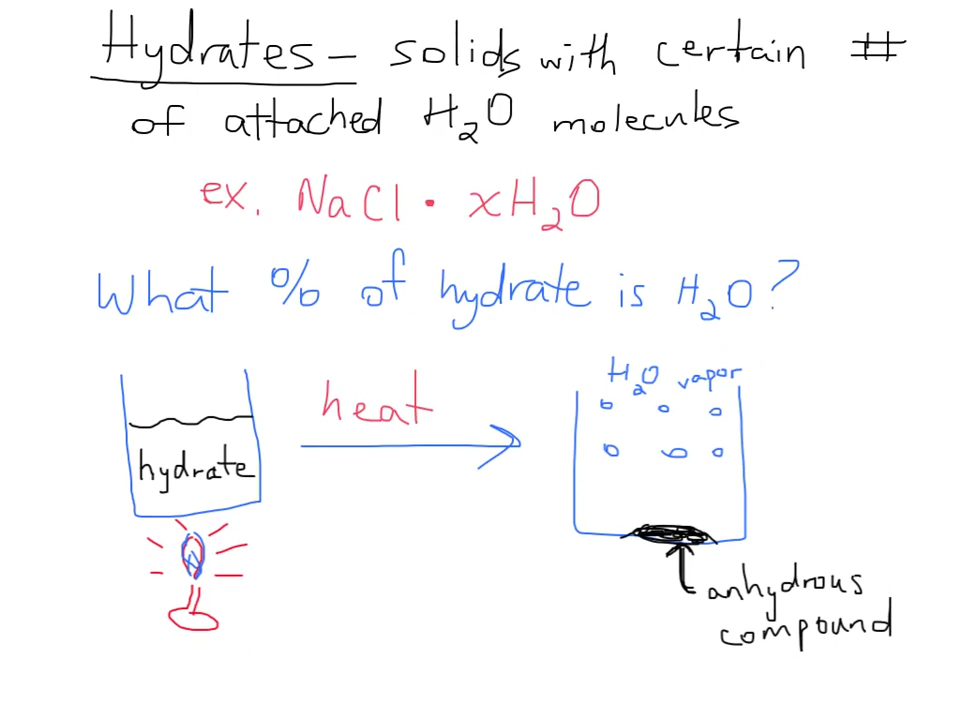 Hydrates – solids with certain #
of attached H₂O molecules
ex. NaCl · xH₂O
What % of hydrate is H₂O?
H₂O vapor
heat
hydrate
anhydrous
compound